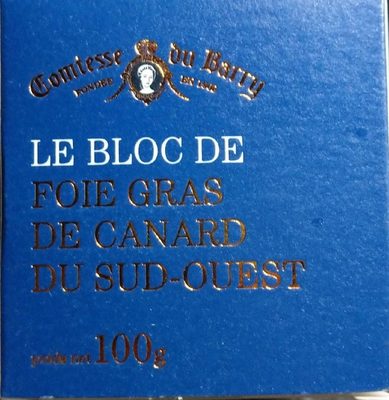 Comtesse du Barry
FONDÉE EN 1908
LE BLOC DE
FOIE GRAS
DE CANARD
DU SUD-OUEST
poids net 100g